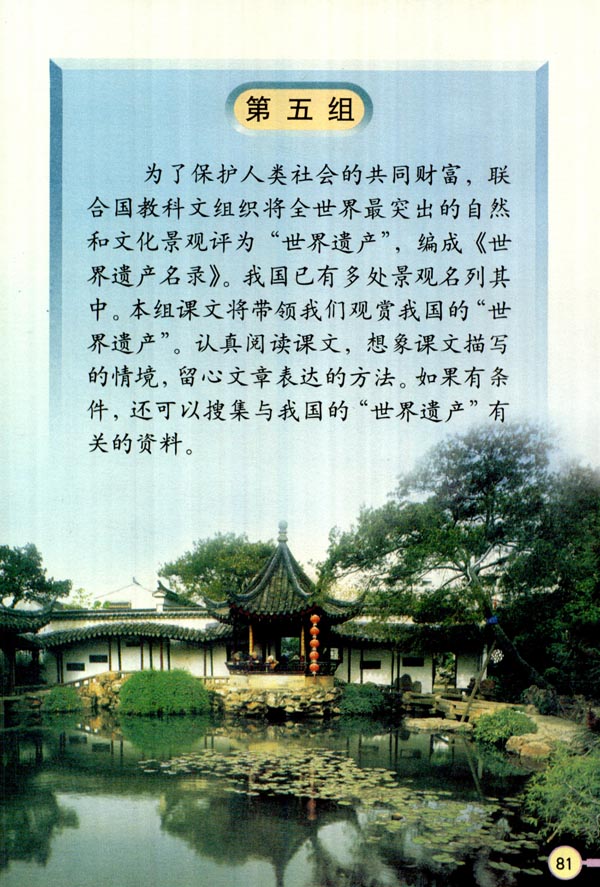 第五组
为了保护人类社会的共同财富，联
合国教科文组织将全世界最突出的自然
和文化景观评为“世界遗产”，编成《世
界遗产名录》。我国已有多处景观名列其
中。本组课文将带领我们观赏我国的“世
界遗产”。认真阅读课文，想象课文描写
的情境，留心文章表达的方法。如果有条
件，还可以搜集与我国的“世界遗产”有
关的资料。
81